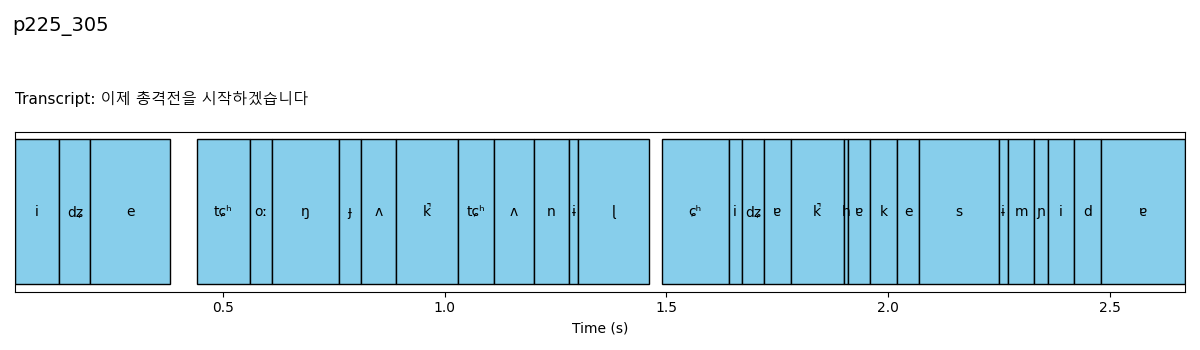 p225_305
Transcript: 이제 총격전을 시작하겠습니다
i dʑ e tɕʰ oː ŋ ɟ ʌ k̚ tɕʰ ʌ n ɨ ɭ ɕʰ i dʑ ɐ k̚ h ɐ k e s ɨ m ɲ i d ɐ
0.5 1.0 1.5 2.0 2.5
Time (s)